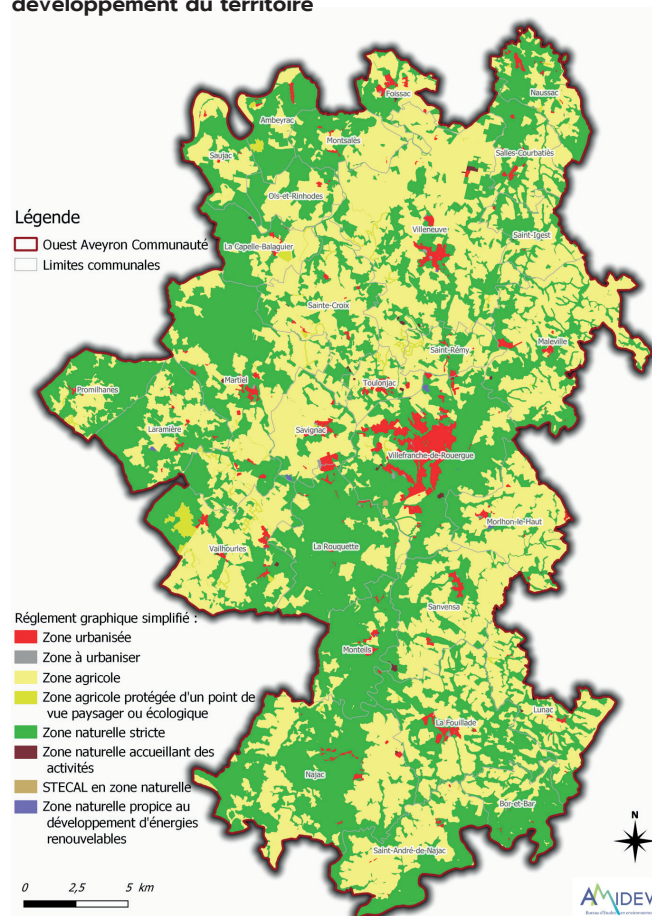 développement du territoire
Foissac
Naussac
Ambeyrac
Montsalès
Salles-Courbatiès
Saujac
Ols-et-Rinhodes
Légende
Villeneuve
Saint-Igest
Ouest Aveyron Communauté
La Capelle-Balaguier
Limites communales
Sainte-Croix
Saint-Rémy
Maleville
Martiel
Toulonjac
Promilhanes
Laramière
Savignac
Villefranche-de-Rouergue
Morlhon-le-Haut
Vailhourles
La Rouquette
Sanvensa
Réglement graphique simplifié :
Zone urbanisée
Zone à urbaniser
Monteils
Zone agricole
Zone agricole protégée d'un point de
vue paysager ou écologique
Lunac
La Fouillade
Zone naturelle stricte
Zone naturelle accueillant des
activités
Najac
STECAL en zone naturelle
Bor-et-Bar
Zone naturelle propice au
développement d'énergies
renouvelables
Saint-André-de-Najac
N
0 2,5 5 km
AMIDEV
Bureau d'études en environnement